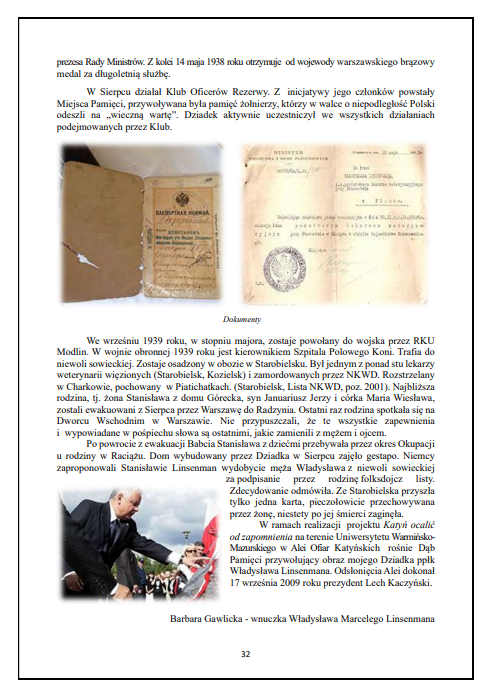 prezesa Rady Ministrów. Z kolei 14 maja 1938 roku otrzymuje od wojewody warszawskiego brązowy
medal za długoletnią służbę.
W Sierpcu działał Klub Oficerów Rezerwy. Z inicjatywy jego członków powstały
Miejsca Pamięci, przywoływana była pamięć żołnierzy, którzy w walce o niepodległość Polski
odeszli na „wieczną wartę”. Dziadek aktywnie uczestniczył we wszystkich działaniach
podejmowanych przez Klub.
ПАСПОРТНАЯ КНИЖКА.
MINISTER
Do Pana
w Płocku
Minister
Dokumenty
We wrześniu 1939 roku, w stopniu majora, zostaje powołany do wojska przez RKU
Modlin. W wojnie obronnej 1939 roku jest kierownikiem Szpitala Polowego Koni. Trafia do
niewoli sowieckiej. Zostaje osadzony w obozie w Starobielsku. Był jednym z ponad stu lekarzy
weterynarii więzionych (Starobielsk, Kozielsk) i zamordowanych przez NKWD. Rozstrzelany
w Charkowie, pochowany w Piatichatkach. (Starobielsk, Lista NKWD, poz. 2001). Najbliższa
rodzina, tj. żona Stanisława z domu Górecka, syn Januariusz Jerzy i córka Maria Wiesława,
zostali ewakuowani z Sierpca przez Warszawę do Radzynia. Ostatni raz rodzina spotkała się na
Dworcu Wschodnim w Warszawie. Nie przypuszczali, że te wszystkie zapewnienia
i wypowiadane w pośpiechu słowa są ostatnimi, jakie zamienili z mężem i ojcem.
Po powrocie z ewakuacji Babcia Stanisława z dziećmi przebywała przez okres Okupacji
u rodziny w Raciążu. Dom wybudowany przez Dziadka w Sierpcu zajęło gestapo. Niemcy
zaproponowali Stanisławie Linsenman wydobycie męża Władysława z niewoli sowieckiej
za podpisanie przez rodzinę folksdojcz listy.
Zdecydowanie odmówiła. Ze Starobielska przyszła
tylko jedna karta, pieczołowicie przechowywana
przez żonę, niestety po jej śmierci zaginęła.
W ramach realizacji projektu Katyń ocalić
od zapomnienia na terenie Uniwersytetu Warmińsko-
Mazurskiego w Alei Ofiar Katyńskich rośnie Dąb
Pamięci przywołujący obraz mojego Dziadka ppłk
Władysława Linsenmana. Odsłonięcia Alei dokonał
17 września 2009 roku prezydent Lech Kaczyński.
Barbara Gawlicka - wnuczka Władysława Marcelego Linsenmana
32